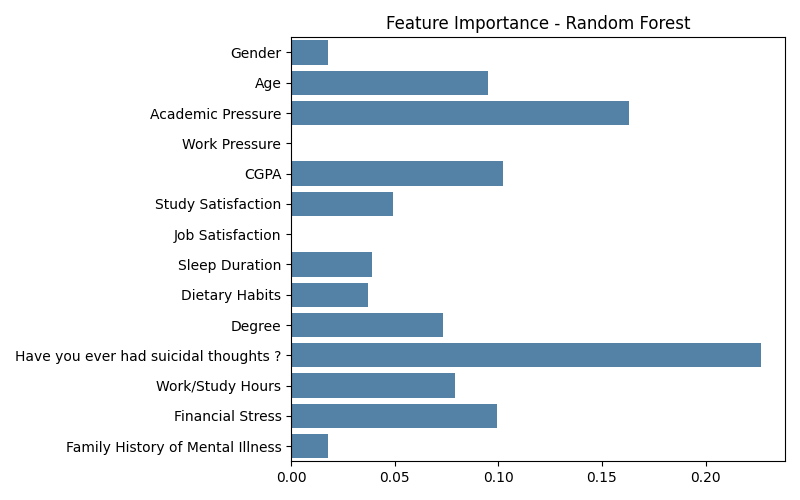 Feature Importance - Random Forest
Gender
Age
Academic Pressure
Work Pressure
CGPA
Study Satisfaction
Job Satisfaction
Sleep Duration
Dietary Habits
Degree
Have you ever had suicidal thoughts ?
Work/Study Hours
Financial Stress
Family History of Mental Illness
0.00 0.05 0.10 0.15 0.20